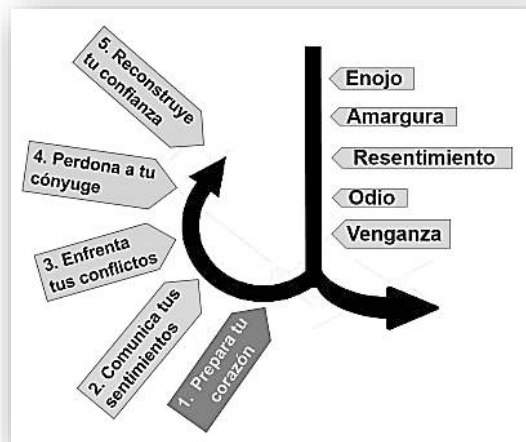 5. Reconstruye
tu confianza
4. Perdona a tu
cónyuge
3. Enfrenta
tus conflictos
2. Comunica tus
sentimientos
1. Prepara tu
corazón
Enojo
Amargura
Resentimiento
Odio
Venganza